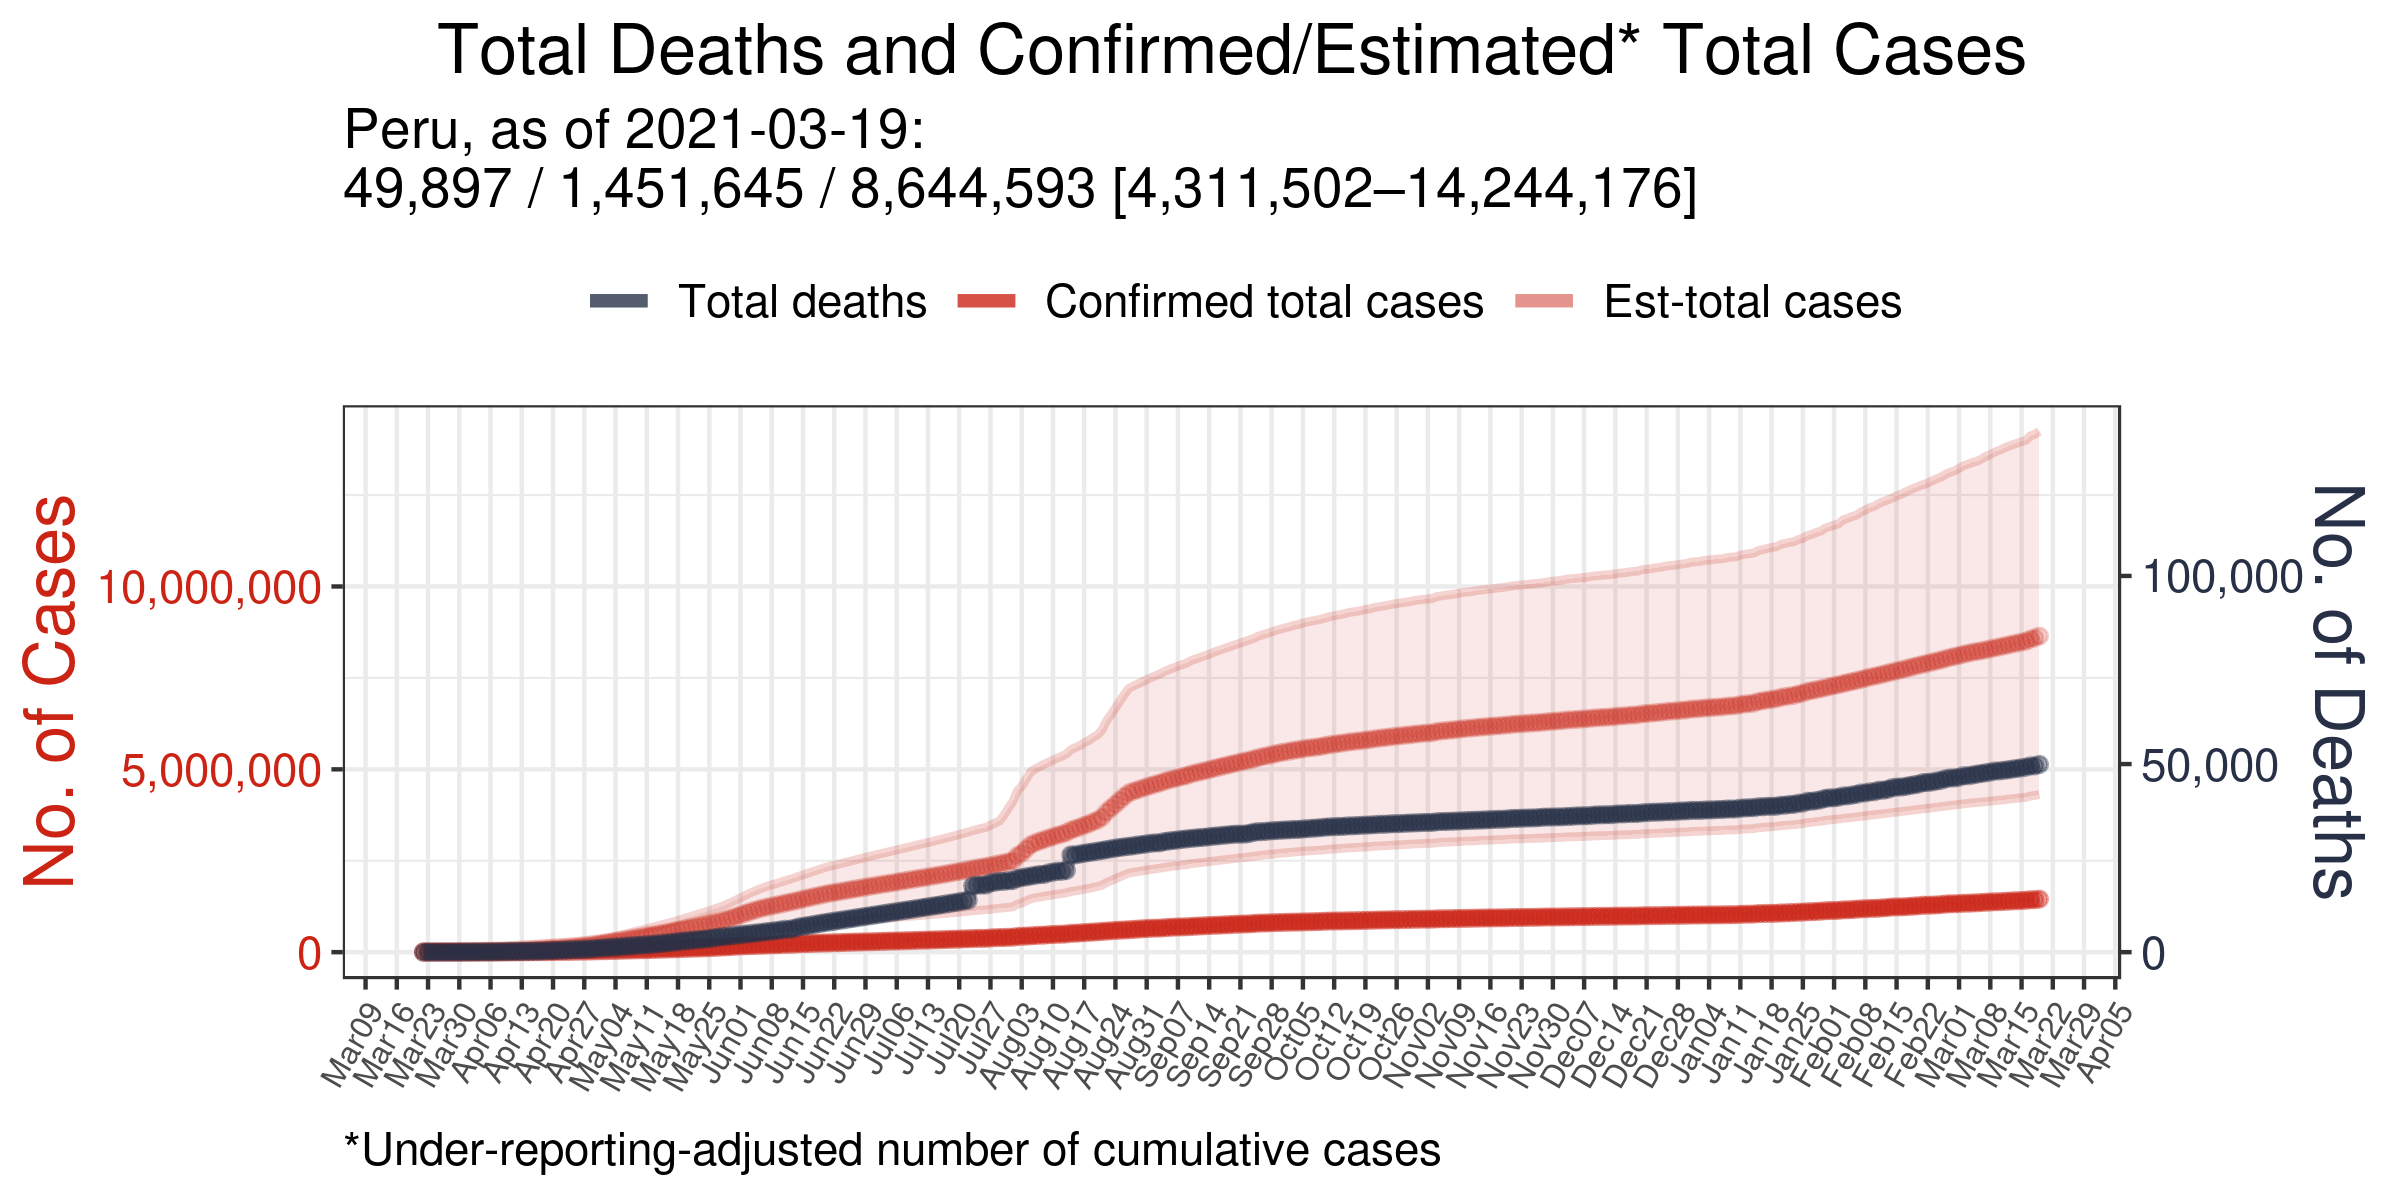 Total Deaths and Confirmed/Estimated* Total Cases
Peru, as of 2021-03-19:
49,897 / 1,451,645 / 8,644,593 [4,311,502–14,244,176]
Total deaths
Confirmed total cases
Est-total cases
No. of Cases
10,000,000
5,000,000
0
100,000
50,000
0
No. of Deaths
Mar09
Mar16
Mar23
Mar30
Apr06
Apr13
Apr20
Apr27
May04
May11
May18
May25
Jun01
Jun08
Jun15
Jun22
Jun29
Jul06
Jul13
Jul20
Jul27
Aug03
Aug10
Aug17
Aug24
Aug31
Sep07
Sep14
Sep21
Sep28
Oct05
Oct12
Oct19
Oct26
Nov02
Nov09
Nov16
Nov23
Nov30
Dec07
Dec14
Dec21
Dec28
Jan04
Jan11
Jan18
Jan25
Feb01
Feb08
Feb15
Feb22
Mar01
Mar08
Mar15
Mar22
Mar29
Apr05
*Under-reporting-adjusted number of cumulative cases